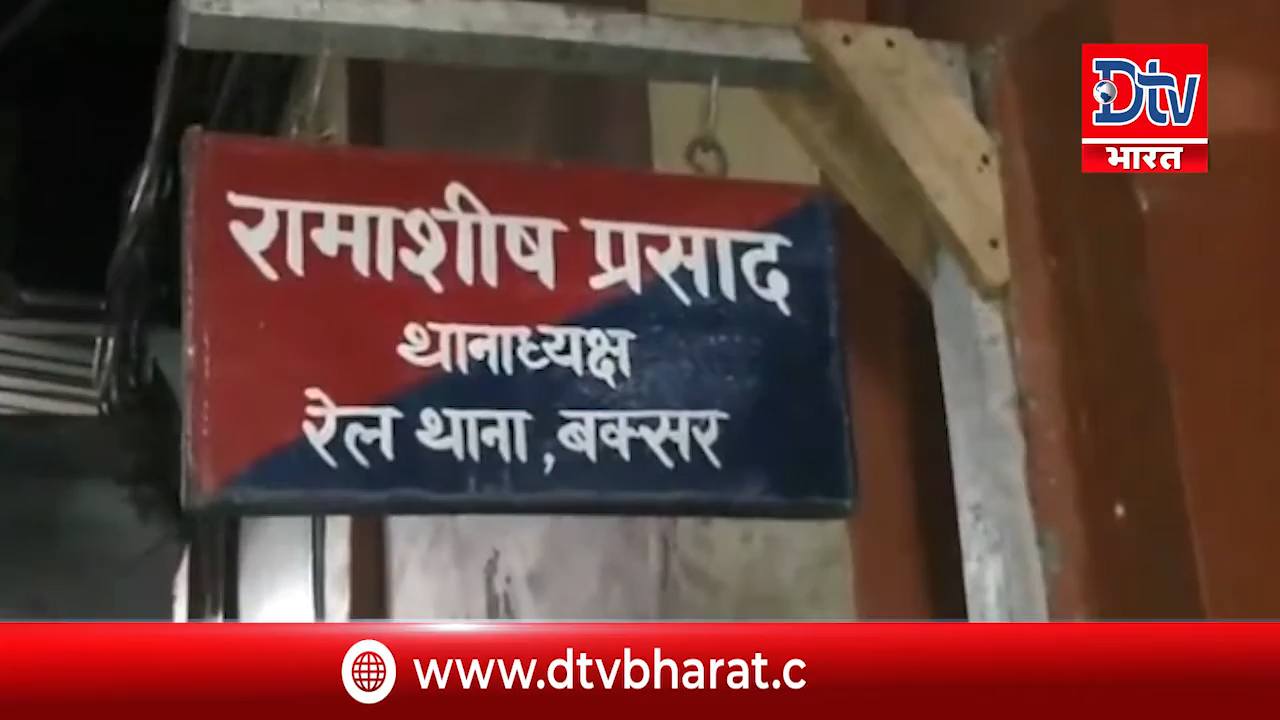 Dtv
भारत
रामाशीष प्रसाद
थानाध्यक्ष
रेल थाना, बक्सर
www.dtvbharat.c